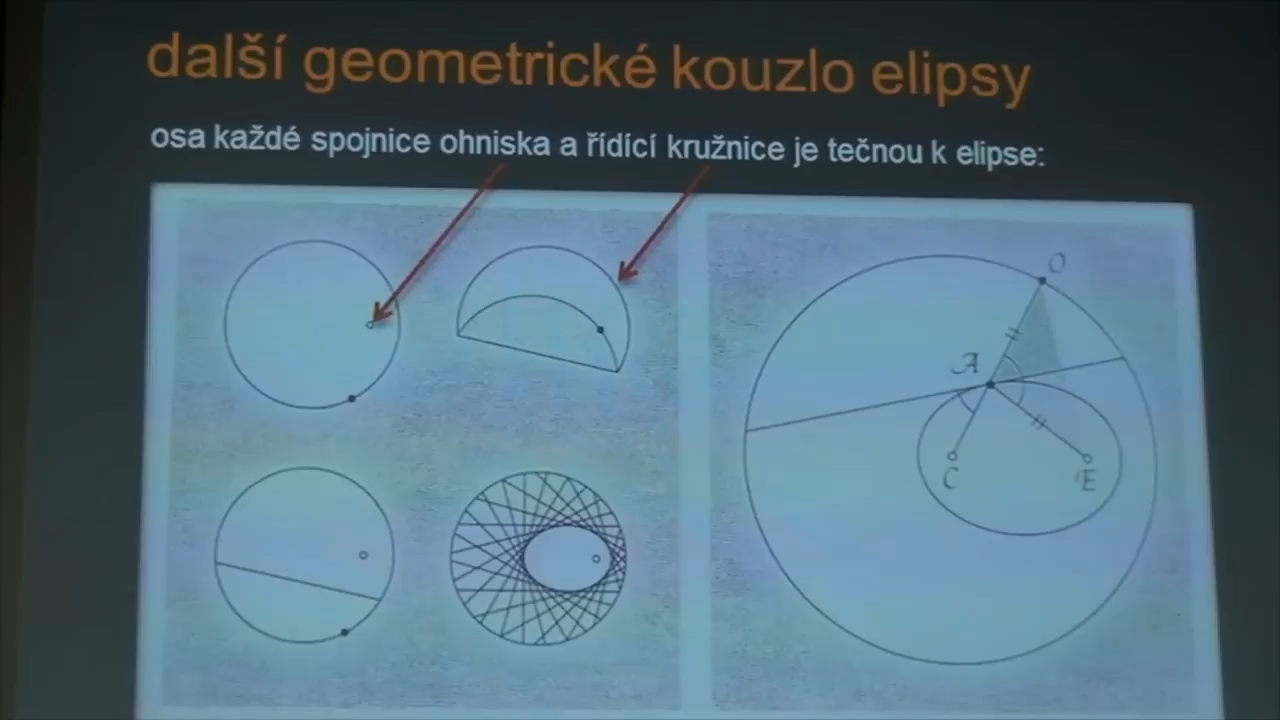 další geometrické kouzlo elipsy
osa každé spojnice ohniska a řídící kružnice je tečnou k elipse:
O
A
C
E